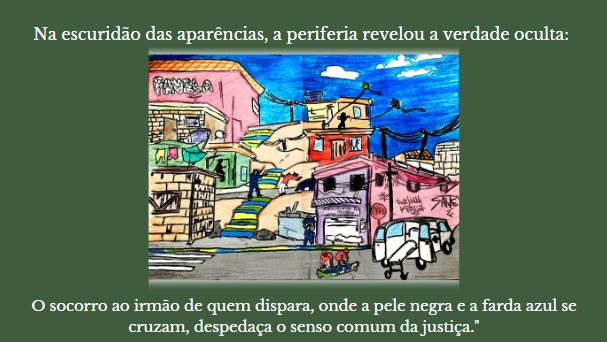 Na escuridão das aparências, a periferia revelou a verdade oculta:
FAVELA
O socorro ao irmão de quem dispara, onde a pele negra e a farda azul se
cruzam, despedaça o senso comum da justiça."